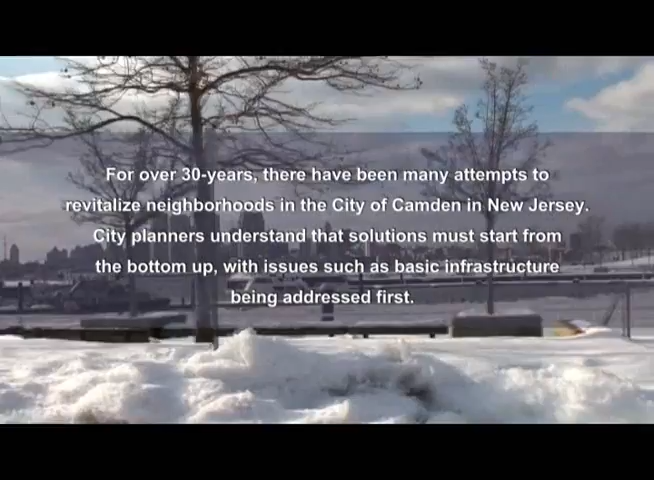 For over 30-years, there have been many attempts to
revitalize neighborhoods in the City of Camden in New Jersey.
City planners understand that solutions must start from
the bottom up, with issues such as basic infrastructure
being addressed first.